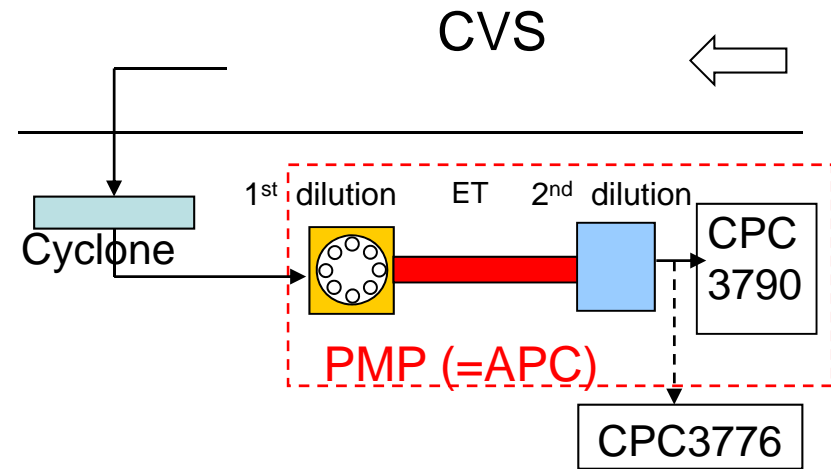 CVS
1st dilution ET 2nd dilution
Cyclone
CPC
3790
PMP (=APC)
CPC3776